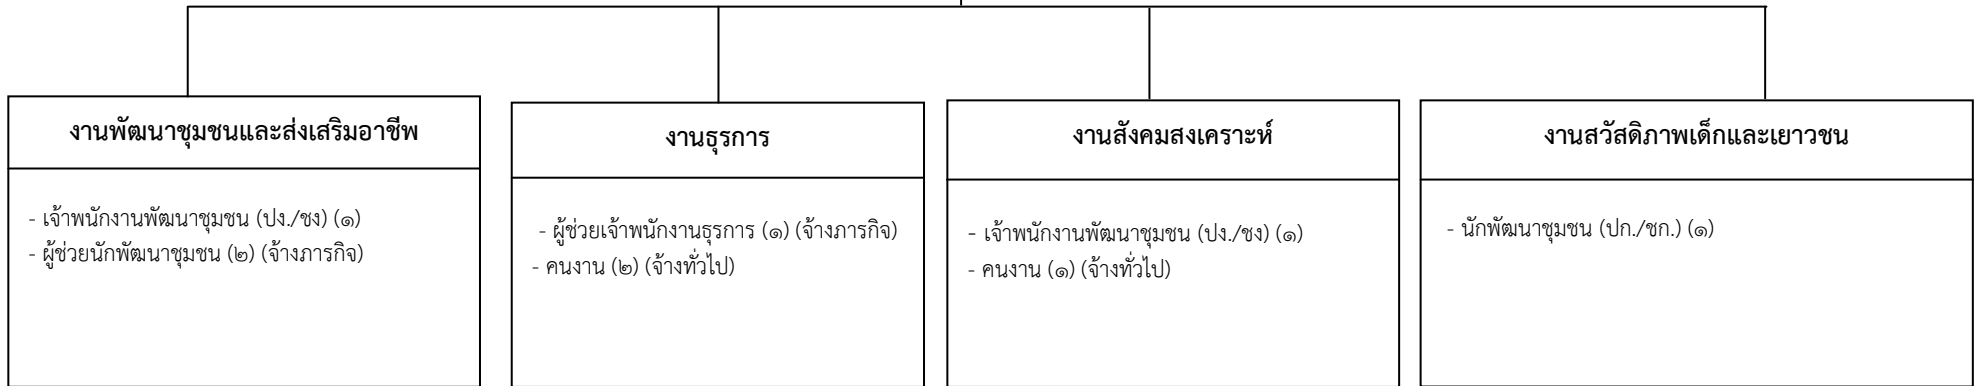 งานพัฒนาชุมชนและส่งเสริมอาชีพ
- เจ้าพนักงานพัฒนาชุมชน (ปง./ชง) (๑)
- ผู้ช่วยนักพัฒนาชุมชน (๒) (จ้างภารกิจ)
งานธุรการ
- ผู้ช่วยเจ้าพนักงานธุรการ (๑) (จ้างภารกิจ)
- คนงาน (๒) (จ้างทั่วไป)
งานสังคมสงเคราะห์
- เจ้าพนักงานพัฒนาชุมชน (ปง./ชง) (๑)
- คนงาน (๑) (จ้างทั่วไป)
งานสวัสดิภาพเด็กและเยาวชน
- นักพัฒนาชุมชน (ปก./ชก.) (๑)